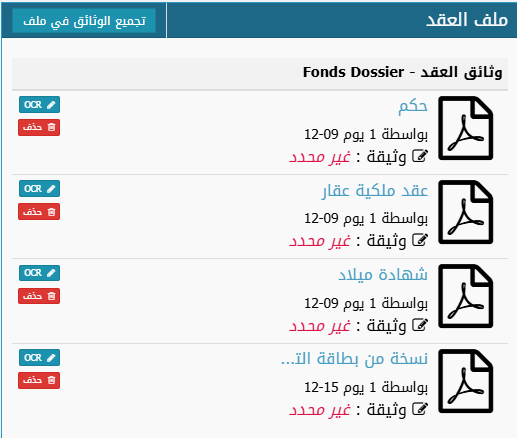 ملف العقد
تجميع الوثائق في ملف
وثائق العقد - Fonds Dossier
حكم
OCR
بواسطة 1 يوم 09-12
حذف
وثيقة : غير محدد
عقد ملكية عقار
OCR
بواسطة 1 يوم 09-12
حذف
وثيقة : غير محدد
شهادة ميلاد
OCR
بواسطة 1 يوم 09-12
حذف
وثيقة : غير محدد
نسخة من بطاقة الت...
OCR
بواسطة 1 يوم 15-12
حذف
وثيقة : غير محدد